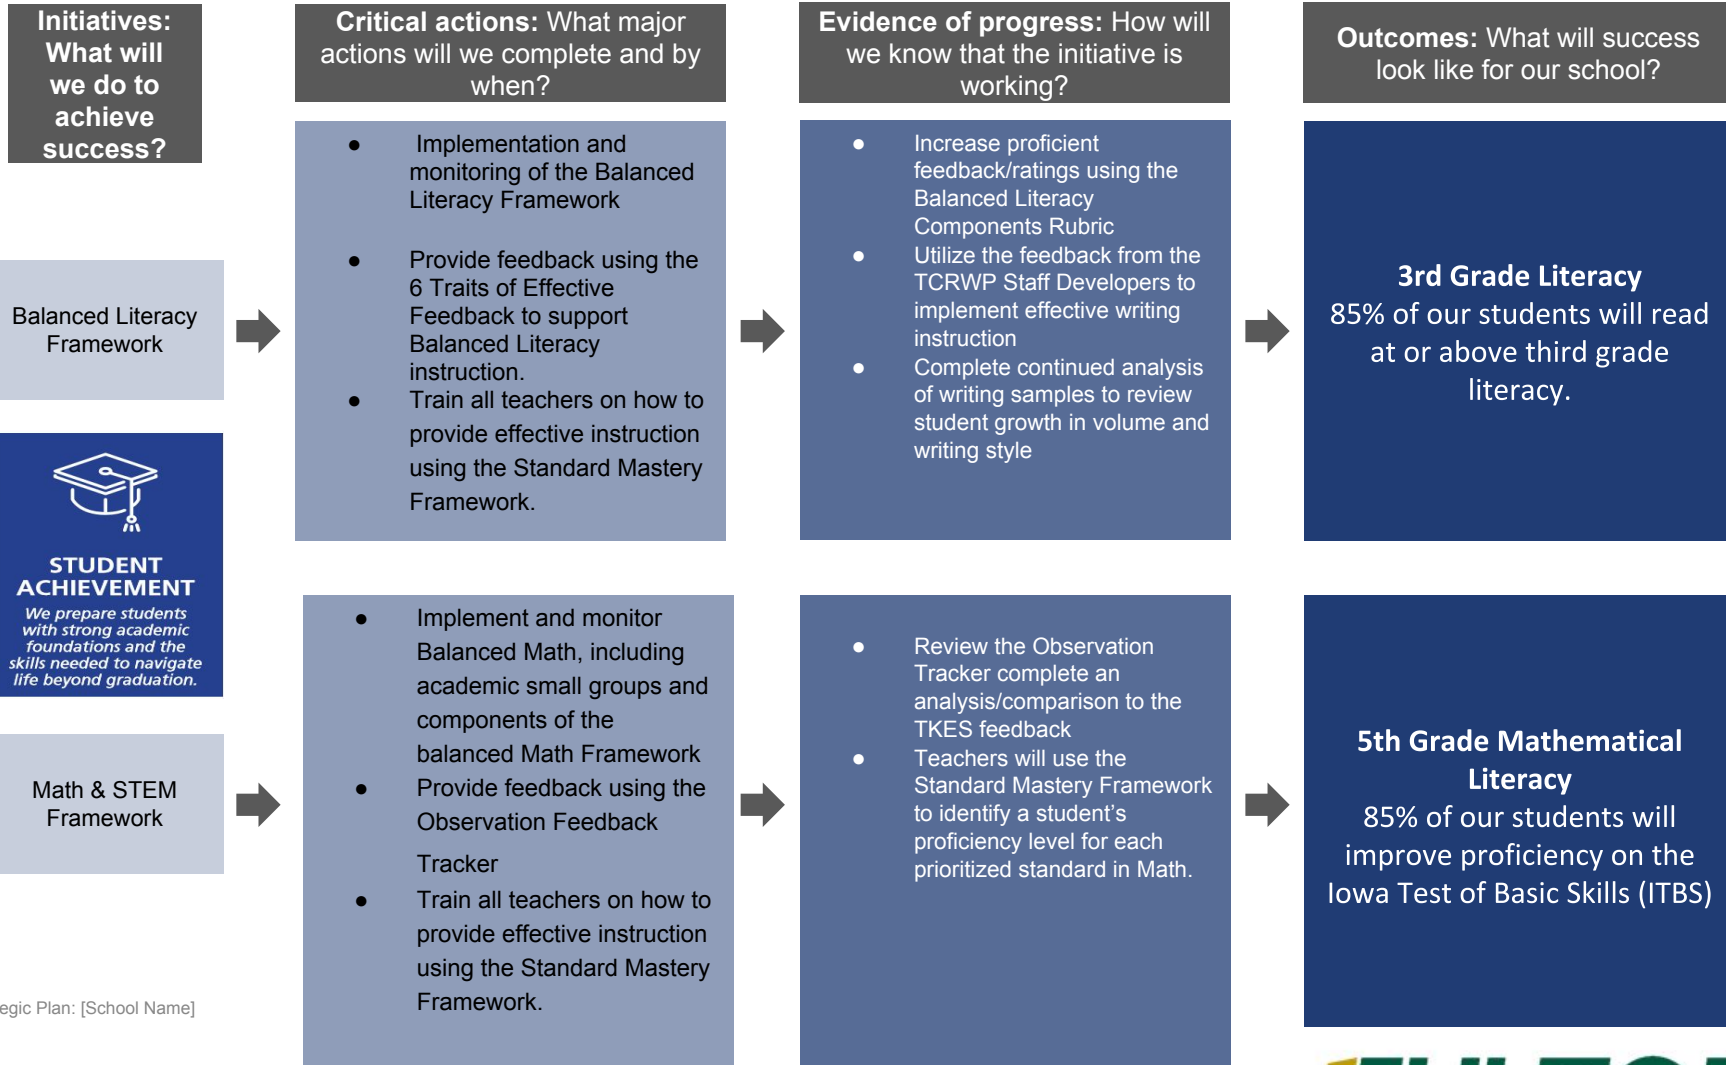 Initiatives:
What will
we do to
achieve
success?
Critical actions: What major
actions will we complete and by
when?
Evidence of progress: How will
we know that the initiative is
working?
Outcomes: What will success
look like for our school?
Balanced Literacy
Framework
● Implementation and
monitoring of the Balanced
Literacy Framework
● Provide feedback using the
6 Traits of Effective
Feedback to support
Balanced Literacy
instruction.
● Train all teachers on how to
provide effective instruction
using the Standard Mastery
Framework.
● Increase proficient
feedback/ratings using the
Balanced Literacy
Components Rubric
● Utilize the feedback from the
TCRWP Staff Developers to
implement effective writing
instruction
● Complete continued analysis
of writing samples to review
student growth in volume and
writing style
3rd Grade Literacy
85% of our students will read
at or above third grade
literacy.
STUDENT
ACHIEVEMENT
We prepare students
with strong academic
foundations and the
skills needed to navigate
life beyond graduation.
Math & STEM
Framework
● Implement and monitor
Balanced Math, including
academic small groups and
components of the
balanced Math Framework
● Provide feedback using the
Observation Feedback
Tracker
● Train all teachers on how to
provide effective instruction
using the Standard Mastery
Framework.
● Review the Observation
Tracker complete an
analysis/comparison to the
TKES feedback
● Teachers will use the
Standard Mastery Framework
to identify a student's
proficiency level for each
prioritized standard in Math.
5th Grade Mathematical
Literacy
85% of our students will
improve proficiency on the
Iowa Test of Basic Skills (ITBS)
egic Plan: [School Name]